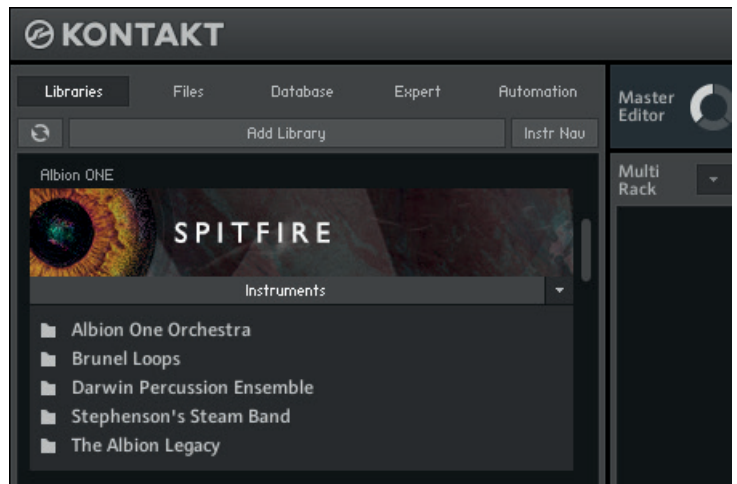 KONTAKT
Libraries Files Database Expert Automation
Add Library Instr Nav
Master
Editor
Albion ONE
SPITFIRE
Instruments
Albion One Orchestra
Brunel Loops
Darwin Percussion Ensemble
Stephenson's Steam Band
The Albion Legacy
Multi
Rack